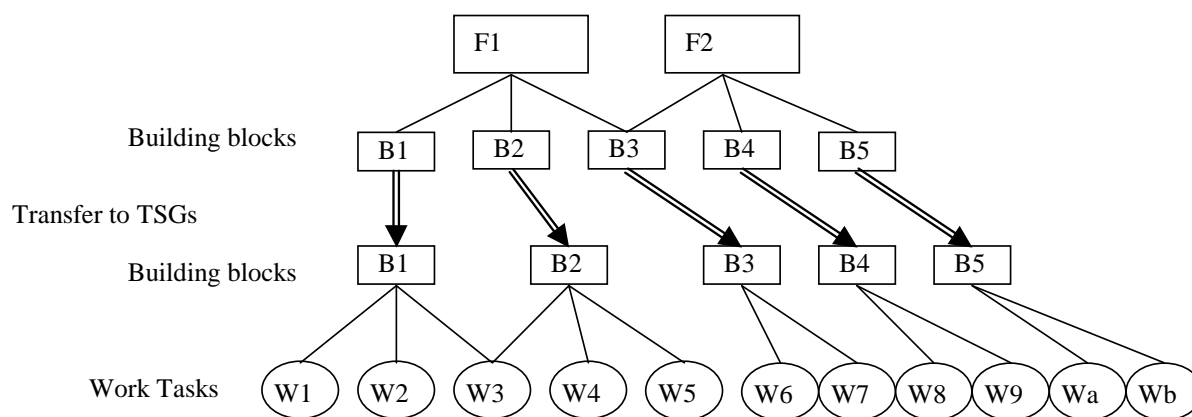 F1 F2
Building blocks B1 B2 B3 B4 B5
Transfer to TSGs
Building blocks B1 B2 B3 B4 B5
Work Tasks W1 W2 W3 W4 W5 W6 W7 W8 W9 Wa Wb